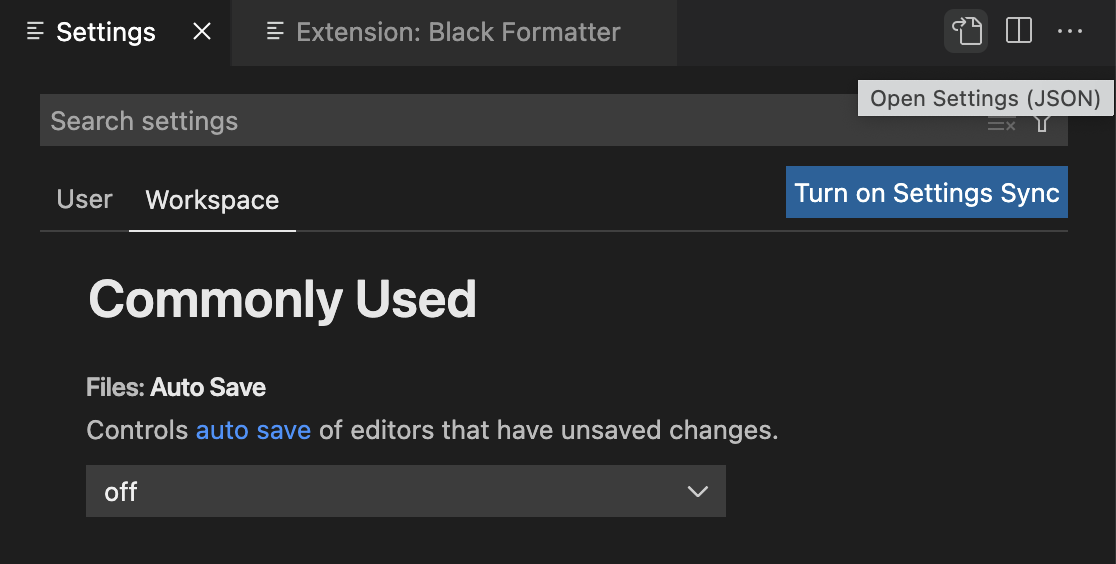 Settings
Extension: Black Formatter
Open Settings (JSON)
Search settings
User
Workspace
Turn on Settings Sync
Commonly Used
Files: Auto Save
Controls auto save of editors that have unsaved changes.
off